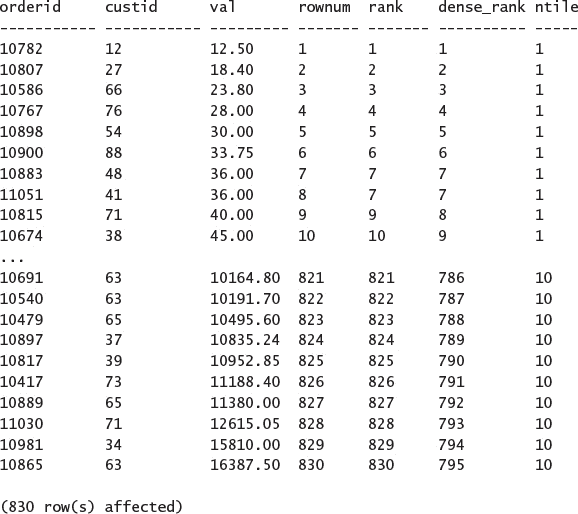 orderid     custid      val       rownum  rank    dense_rank ntile
----------- ----------- --------- ------- ------- ---------- -----
10782       12          12.50     1       1       1          1
10807       27          18.40     2       2       2          1
10586       66          23.80     3       3       3          1
10767       76          28.00     4       4       4          1
10898       54          30.00     5       5       5          1
10900       88          33.75     6       6       6          1
10883       48          36.00     7       7       7          1
11051       41          36.00     8       7       7          1
10815       71          40.00     9       9       8          1
10674       38          45.00     10      10      9          1
...
10691       63          10164.80  821     821     786        10
10540       63          10191.70  822     822     787        10
10479       65          10495.60  823     823     788        10
10897       37          10835.24  824     824     789        10
10817       39          10952.85  825     825     790        10
10417       73          11188.40  826     826     791        10
10889       65          11380.00  827     827     792        10
11030       71          12615.05  828     828     793        10
10981       34          15810.00  829     829     794        10
10865       63          16387.50  830     830     795        10
(830 row(s) affected)